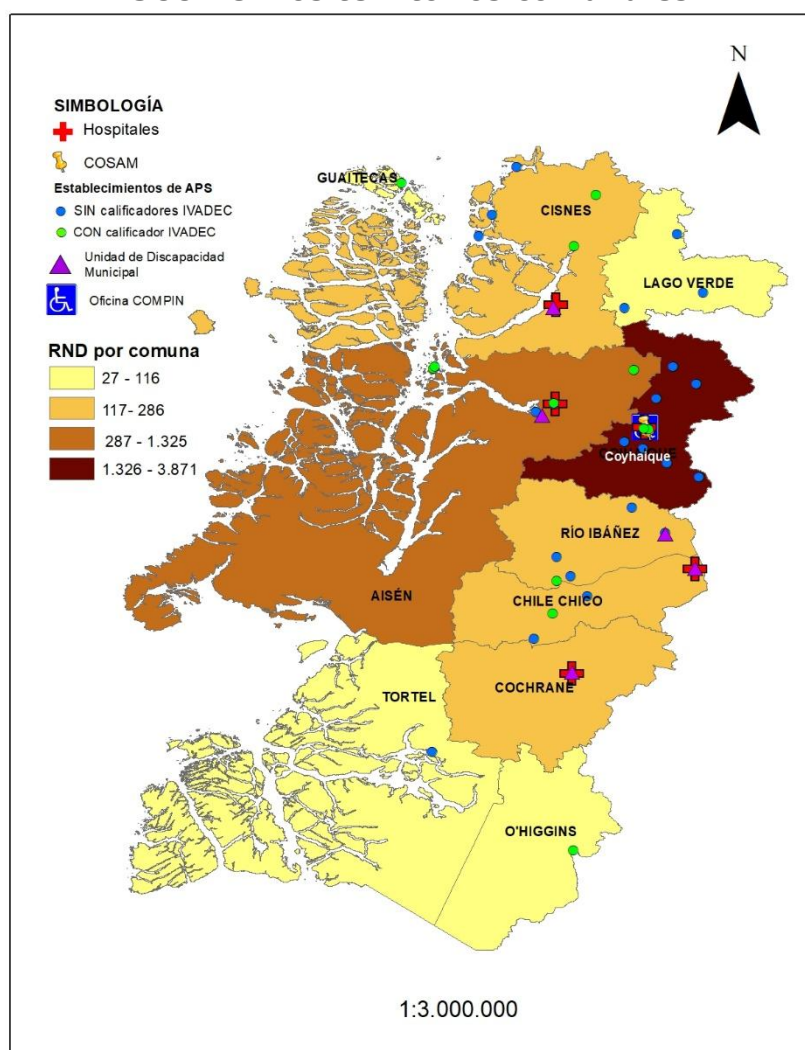 N
SIMBOLOGÍA
Hospitales
COSAM
Establecimientos de APS
SIN calificadores IVADEC
CON calificador IVADEC
Unidad de Discapacidad
Municipal
Oficina COMPIN
RND por comuna
27 - 116
117- 286
287 - 1.325
1.326 - 3.871
GUAITECAS
CISNES
LAGO VERDE
Coyhaique
RÍO IBÁÑEZ
AISÉN
CHILE CHICO
COCHRANE
TORTEL
O'HIGGINS
1:3.000.000